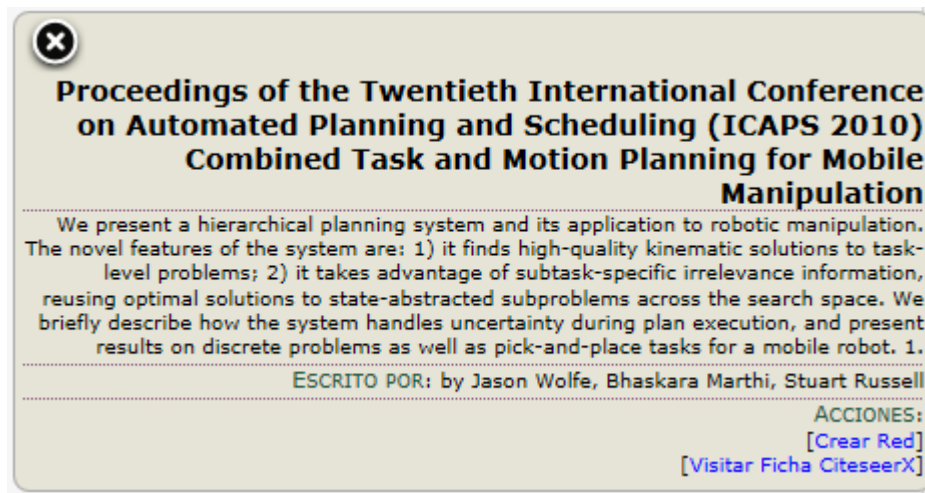 Proceedings of the Twentieth International Conference
on Automated Planning and Scheduling (ICAPS 2010)
Combined Task and Motion Planning for Mobile
Manipulation
We present a hierarchical planning system and its application to robotic manipulation.
The novel features of the system are: 1) it finds high-quality kinematic solutions to task-
level problems; 2) it takes advantage of subtask-specific irrelevance information,
reusing optimal solutions to state-abstracted subproblems across the search space. We
briefly describe how the system handles uncertainty during plan execution, and present
results on discrete problems as well as pick-and-place tasks for a mobile robot. 1.
ESCRITO POR: by Jason Wolfe, Bhaskara Marthi, Stuart Russell
ACCIONES:
[Crear Red]
[Visitar Ficha CiteseerX]